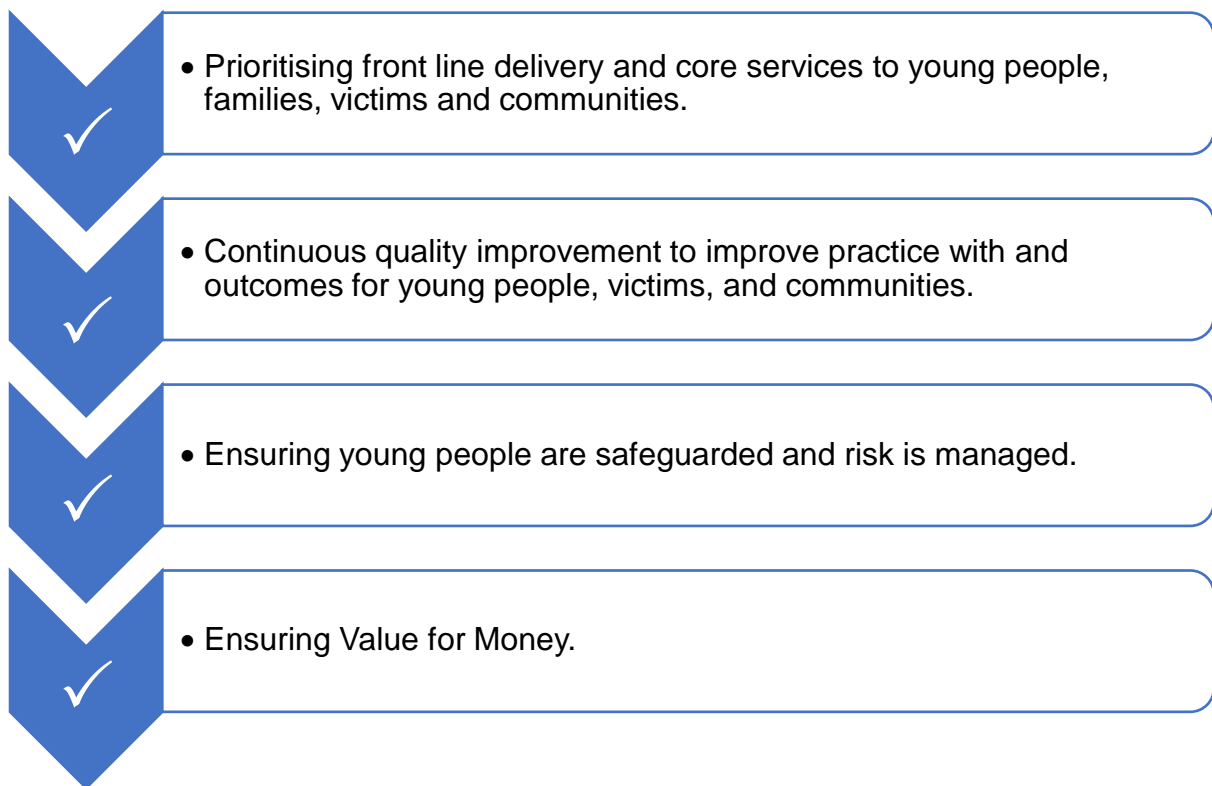 ✓
• Prioritising front line delivery and core services to young people,
families, victims and communities.
✓
• Continuous quality improvement to improve practice with and
outcomes for young people, victims, and communities.
✓
• Ensuring young people are safeguarded and risk is managed.
✓
• Ensuring Value for Money.